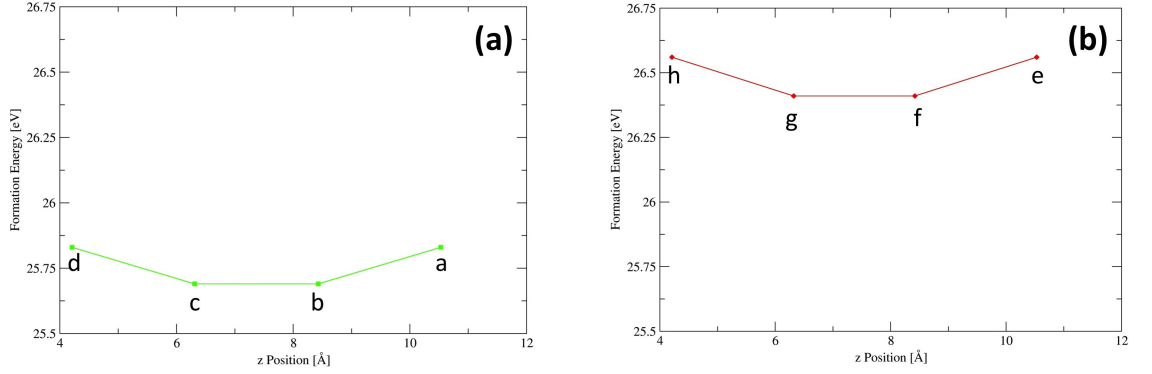 26.75
26.5
26.25
26
25.75
25.5
Formation Energy [eV]
(a)
d
c
b
a
4
6
8
10
12
z Position [Å]
26.75
26.5
26.25
26
25.75
25.5
Formation Energy [eV]
(b)
h
g
f
e
4
6
8
10
12
z Position [Å]